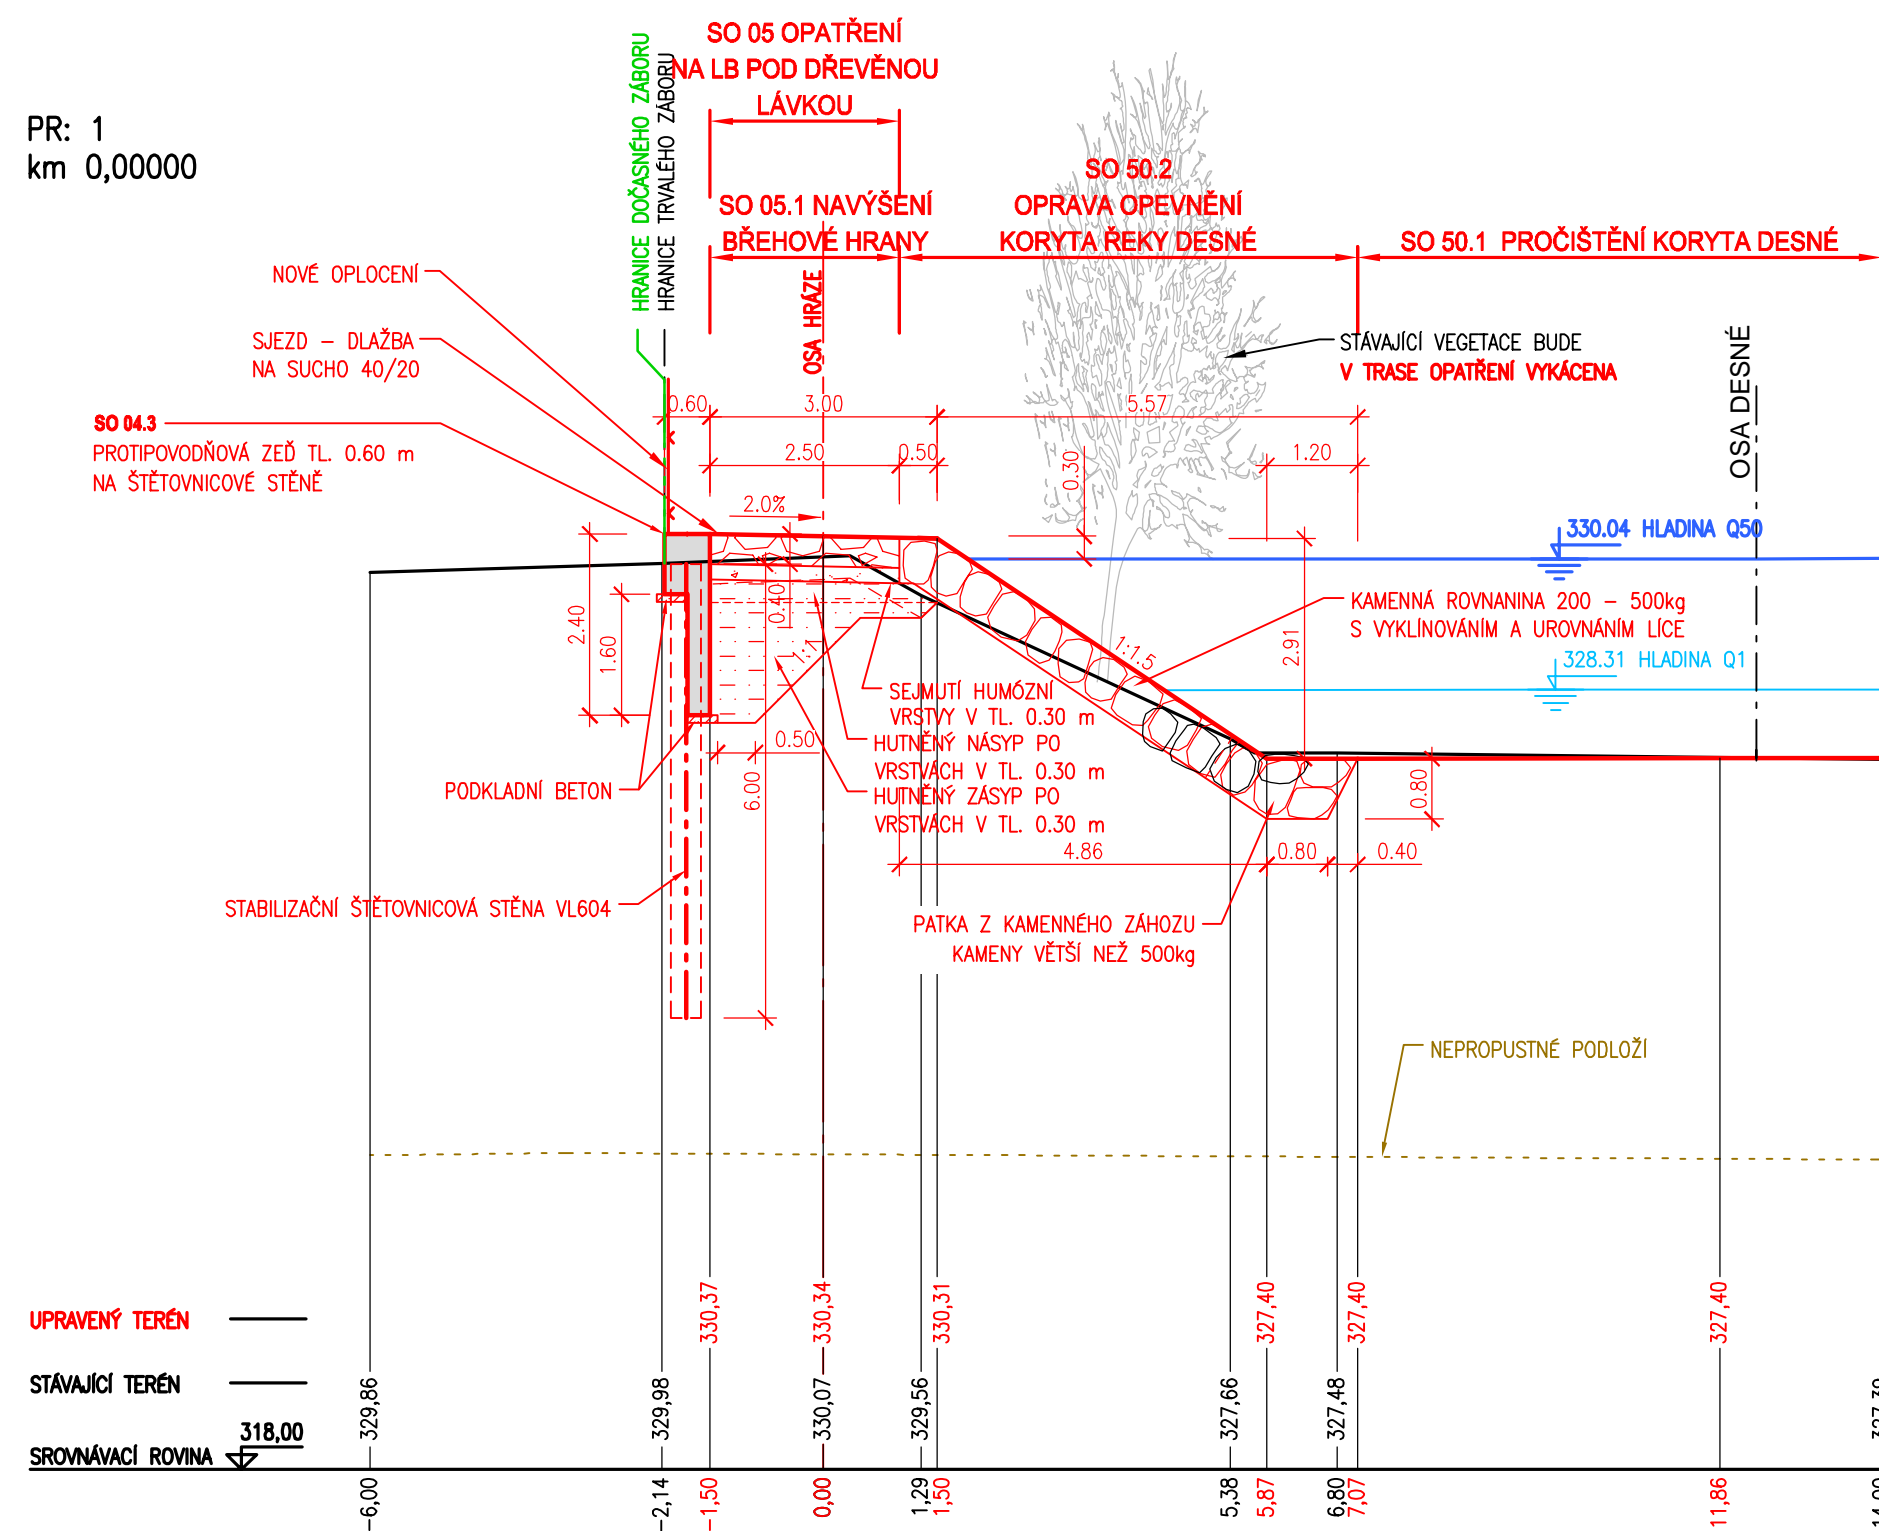 PR: 1
km 0,00000
SO 05 OPATŘENÍ
NA LB POD DŘEVĚNOU
LÁVKOU
HRANICE DOČASNÉHO ZÁBORU
HRANICE TRVALÉHO ZÁBORU
SO 05.1 NAVÝŠENÍ
BŘEHOVÉ HRANY
SO 50.2
OPRAVA OPEVNĚNÍ
KORYTA ŘEKY DESNÉ
SO 50.1 PROČIŠTĚNÍ KORYTA DESNÉ
OSA HRÁZE
OSA DESNÉ
NOVÉ OPLOCENÍ
SJEZD – DLAŽBA
NA SUCHO 40/20
SO 04.3
PROTIPOVODŇOVÁ ZEĎ TL. 0.60 m
NA ŠTĚTOVNICOVÉ STĚNĚ
STÁVAJÍCÍ VEGETACE BUDE
V TRASE OPATŘENÍ VYKÁCENA
0.60
3.00
5.57
2.50
0.50
0.30
1.20
2.0%
330.04 HLADINA Q50
2.40
1.60
0.40
1:1
1:1.5
2.91
KAMENNÁ ROVNANINA 200 – 500kg
S VYKLÍNOVÁNÍM A UROVNÁNÍM LÍCE
328.31 HLADINA Q1
SEJMUTÍ HUMÓZNÍ
VRSTVY V TL. 0.30 m
HUTNĚNÝ NÁSYP PO
VRSTVÁCH V TL. 0.30 m
HUTNĚNÝ ZÁSYP PO
VRSTVÁCH V TL. 0.30 m
0.50
6.00
PODKLADNÍ BETON
0.80
4.86
0.80
0.40
STABILIZAČNÍ ŠTĚTOVNICOVÁ STĚNA VL604
PATKA Z KAMENNÉHO ZÁHOZU
KAMENY VĚTŠÍ NEŽ 500kg
NEPROPUSTNÉ PODLOŽÍ
UPRAVENÝ TERÉN
330,37
330,34
330,31
327,40
327,40
327,40
STÁVAJÍCÍ TERÉN
329,86
329,98
330,07
329,56
327,66
327,48
318,00
SROVNÁVACÍ ROVINA
-6,00
-2,14
-1,50
0,00
1,29
1,50
5,38
5,87
6,80
7,07
11,86